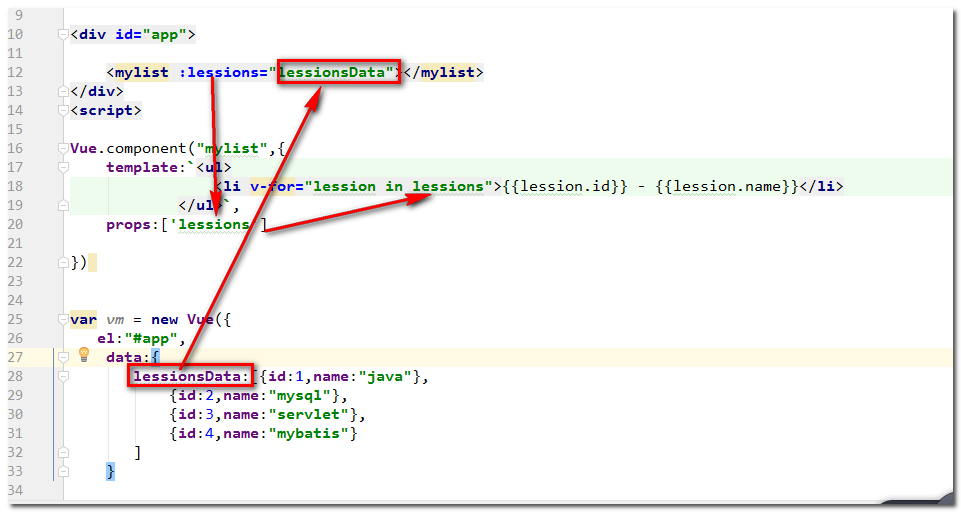 9
10 <div id="app">
11
12 <mylist :lessions="lessionsData"></mylist>
13 </div>
14 <script>
15
16 Vue.component("mylist",{
17 template:`<ul>
18 <li v-for="lession in lessions">{{lession.id}} - {{lession.name}}</li>
19 </ul>`,
20 props:['lessions']
21
22 })
23
24
25 var vm = new Vue({
26 el:"#app",
27 data:{
28 lessionsData:[{id:1,name:"java"},
29 {id:2,name:"mysql"},
30 {id:3,name:"servlet"},
31 {id:4,name:"mybatis"}
32 ]
33 }
34